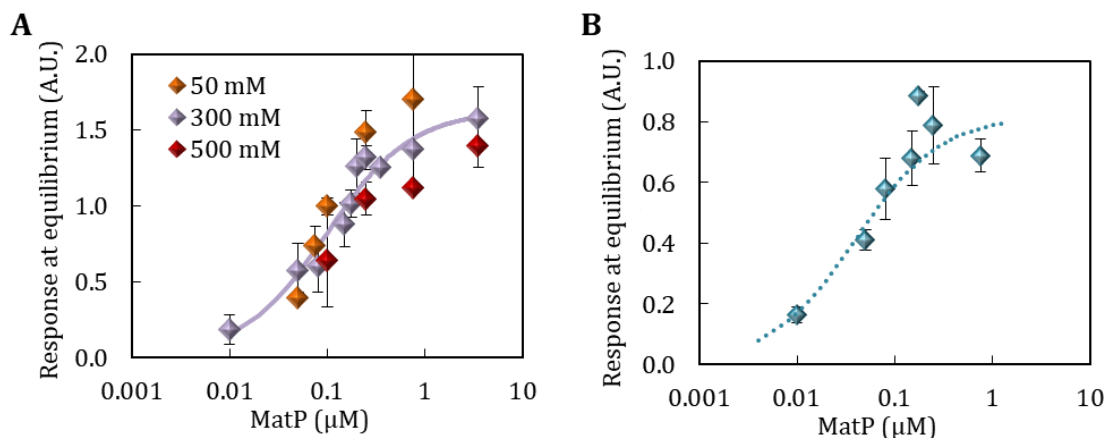 A
Response at equilibrium (A.U.)
2.0
1.5
1.0
0.5
0.0
50 mM
300 mM
500 mM
0.001 0.01 0.1 1 10
MatP (μM)
B
Response at equilibrium (A.U.)
1.0
0.8
0.6
0.4
0.2
0.0
0.001 0.01 0.1 1 10
MatP (μM)